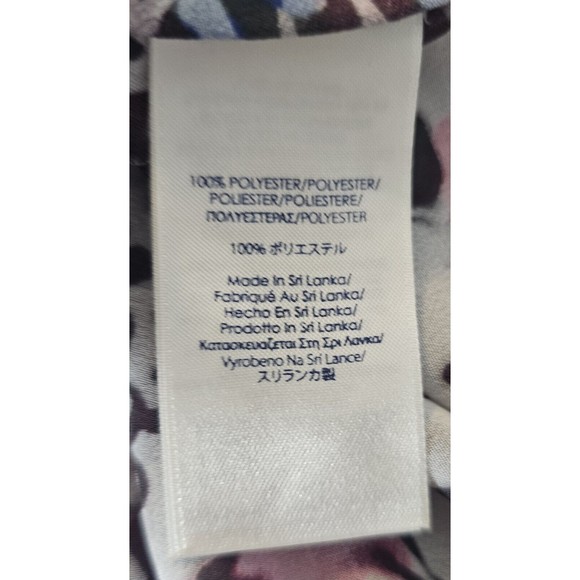 100% POLYESTER/POLYESTER/
POLIESTER/POLIESTERE/
ΠΟΛΥΕΣΤΕΡΑΣ/POLYESTER
100% ポリエステル
Made In Sri Lanka/
Fabriqué Au Sri Lanka/
Hecho En Sri Lanka/
Prodotto In Sri Lanka/
Κατασκευαζεται Στη Σρι Λανκα/
Vyrobeno Na Sri Lance/
スリランカ製